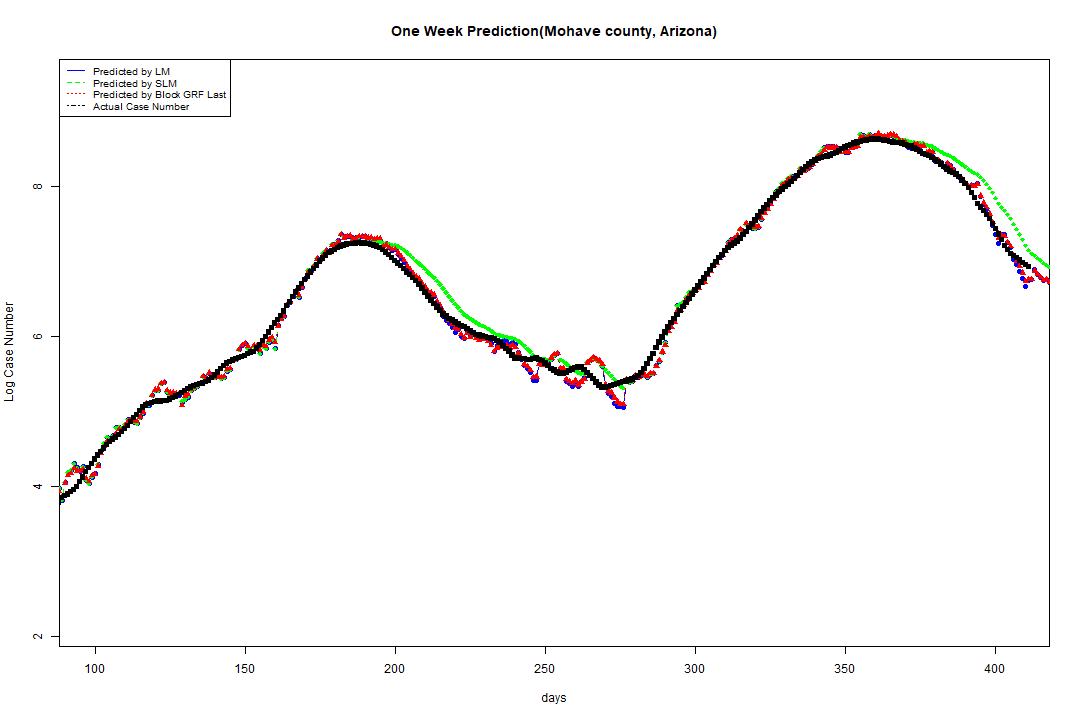 One Week Prediction(Mohave county, Arizona)
Predicted by LM
Predicted by SLM
Predicted by Block GRF Last
Actual Case Number
Log Case Number
8
6
4
2
100 150 200 250 300 350 400
days